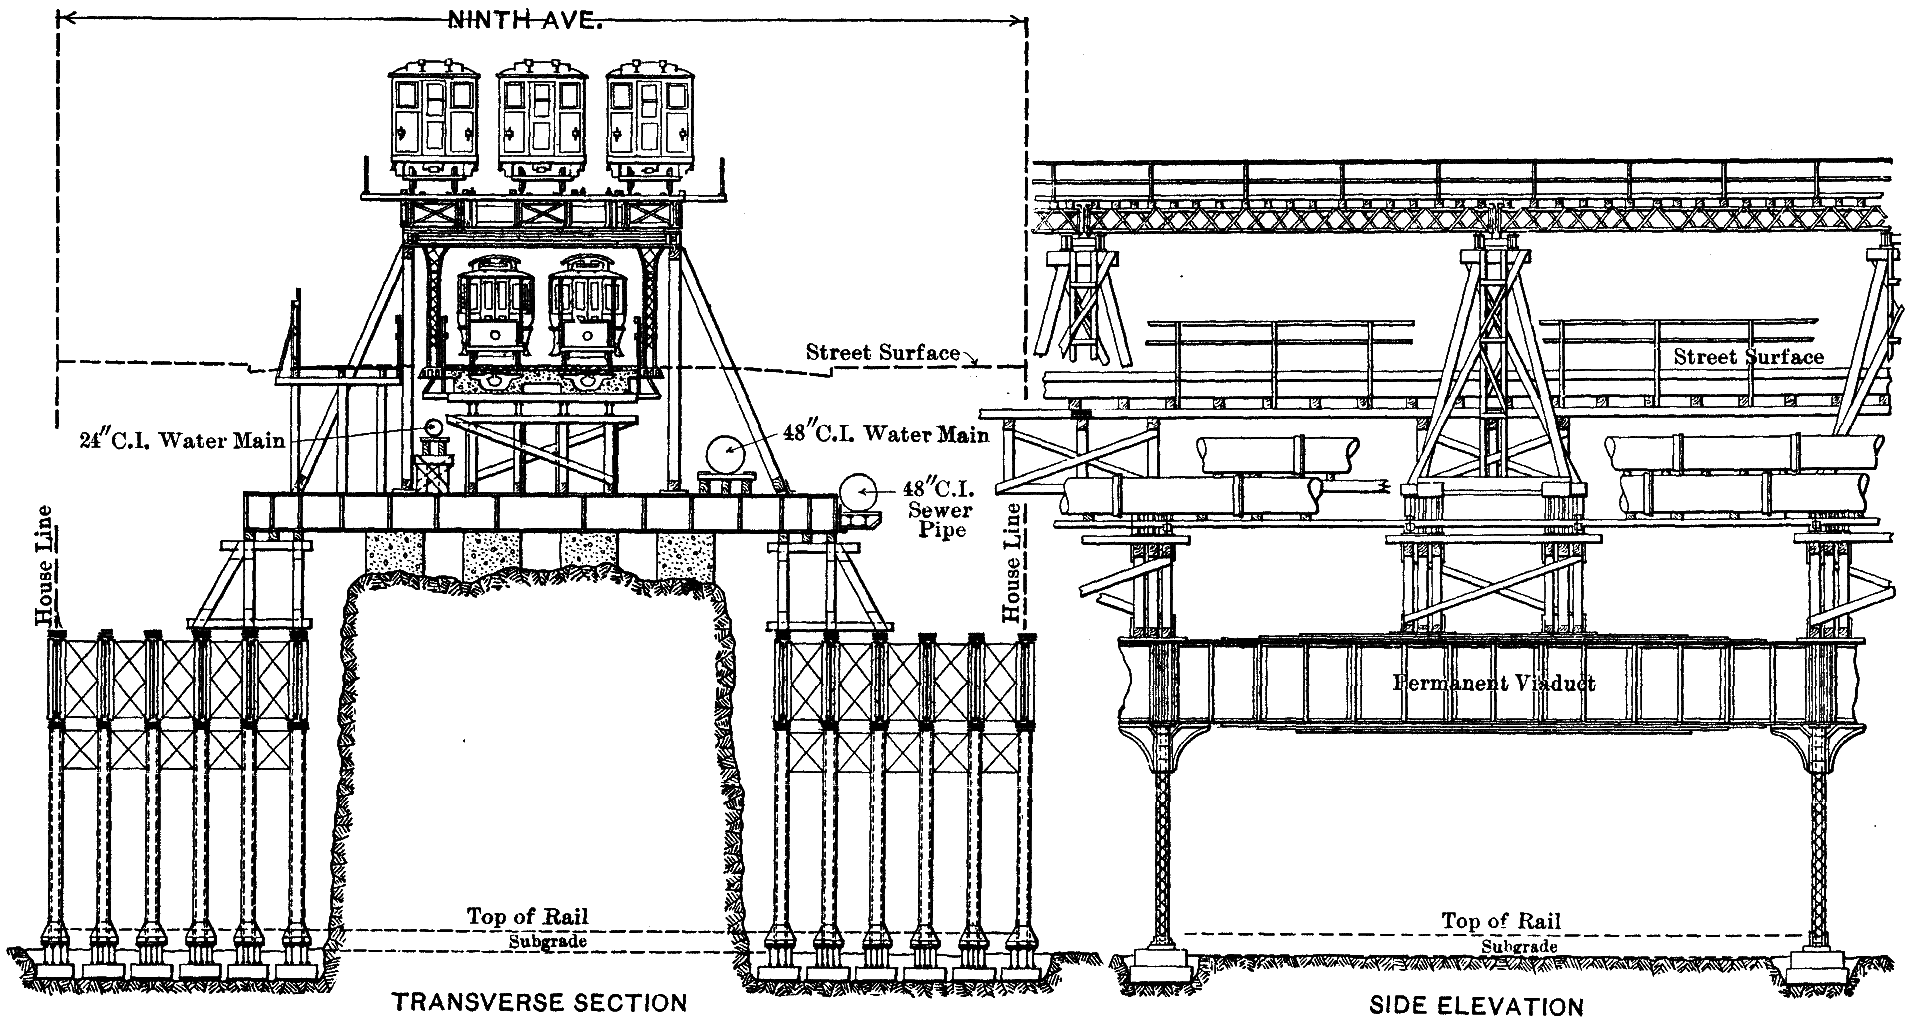 NINTH AVE.
Street Surface
Street Surface
24" C.I. Water Main
48" C.I. Water Main
48" C.I.
Sewer
Pipe
House Line
House Line
Permanent Viaduct
Top of Rail
Subgrade
Top of Rail
Subgrade
TRANSVERSE SECTION
SIDE ELEVATION